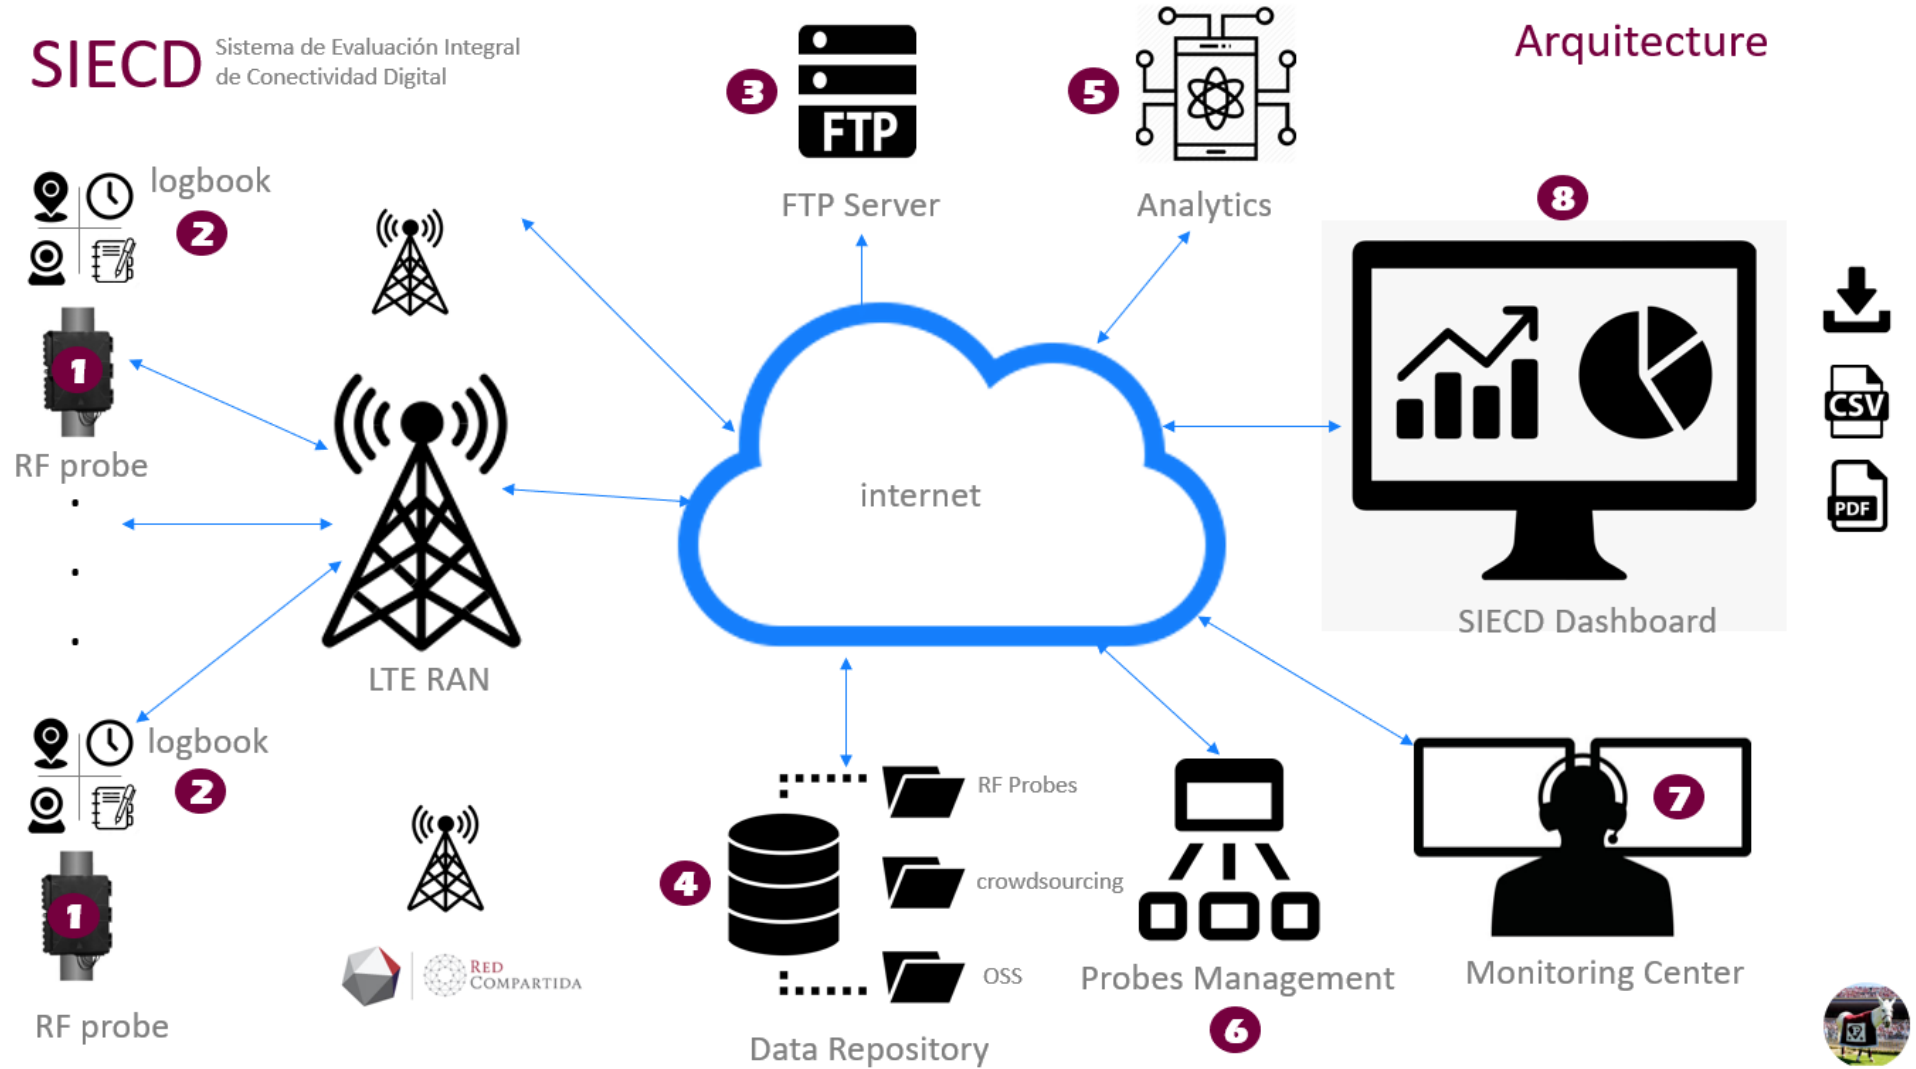 SIECD
Sistema de Evaluación Integral
de Conectividad Digital
Arquitecture
3
FTP
FTP Server
5
Analytics
8
logbook
2
1
RF probe
LTE RAN
internet
CSV
PDF
SIECD Dashboard
logbook
2
1
RF probe
RED
COMPARTIDA
4
RF Probes
crowdsourcing
OSS
Data Repository
Probes Management
6
7
Monitoring Center